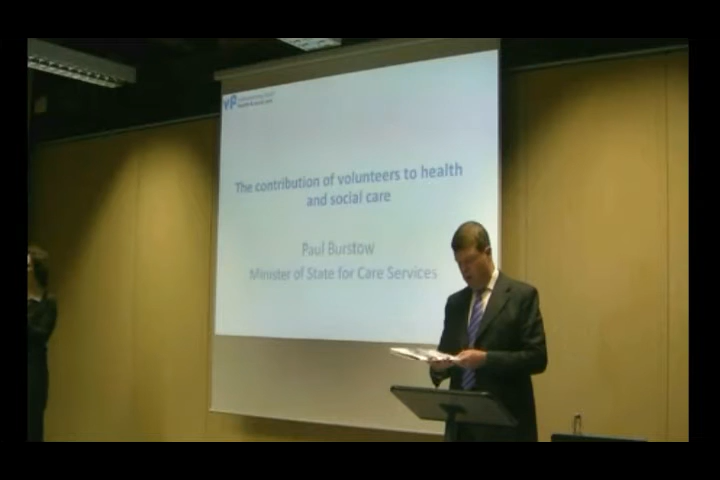 The contribution of volunteers to health
and social care
Paul Burstow
Minister of State for Care Services